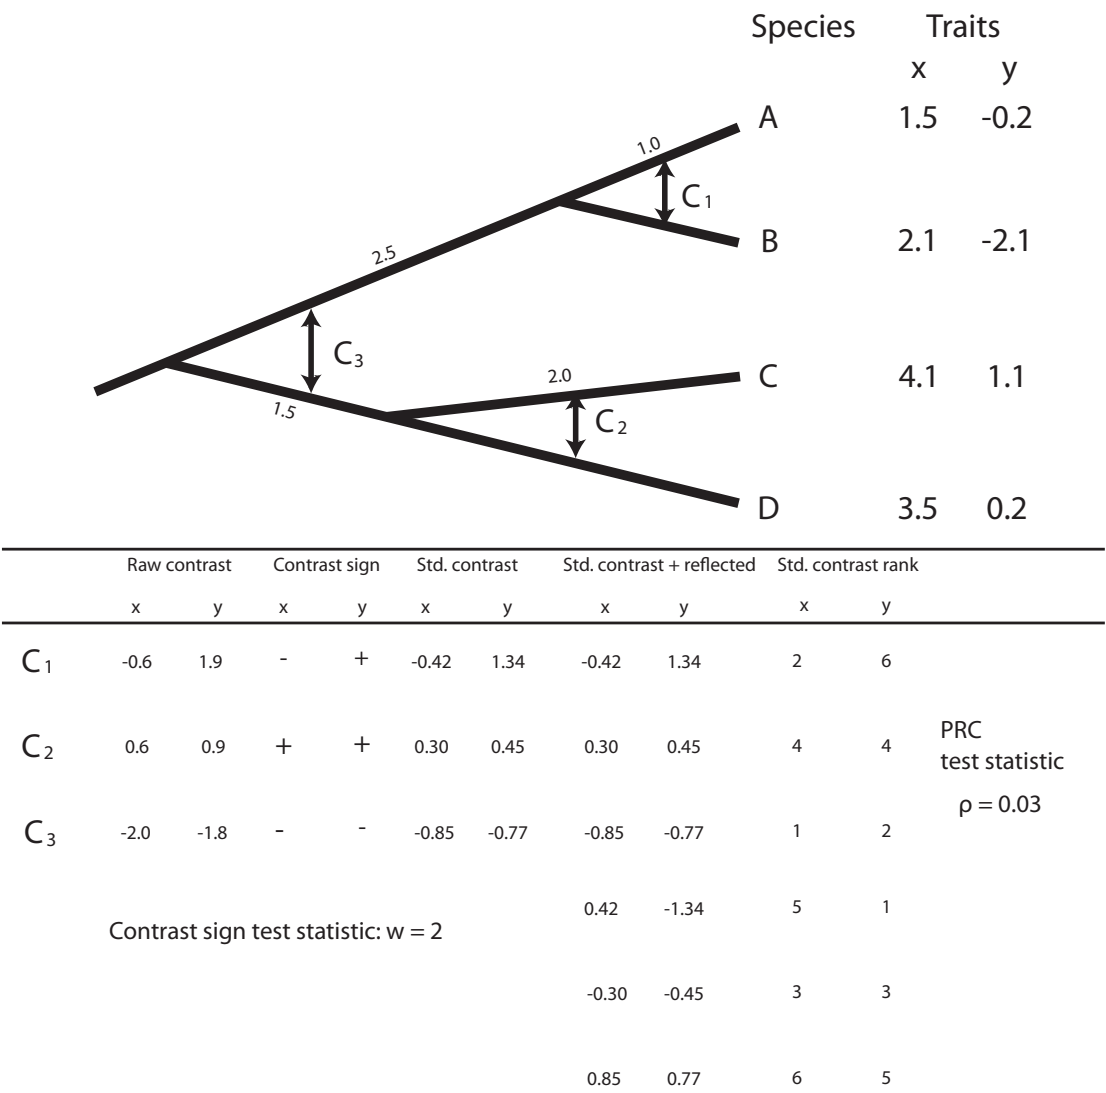 Species Traits
x y
A 1.5 -0.2
1.0
C1
B 2.1 -2.1
2.5
C3
2.0
C 4.1 1.1
1.5
C2
D 3.5 0.2
Raw contrast Contrast sign Std. contrast Std. contrast + reflected Std. contrast rank
x y x y x y x y x y
C1 -0.6 1.9 - + -0.42 1.34 -0.42 1.34 2 6
C2 0.6 0.9 + + 0.30 0.45 0.30 0.45 4 4
PRC
test statistic
ρ = 0.03
C3 -2.0 -1.8 - - -0.85 -0.77 -0.85 -0.77 1 2
0.42 -1.34 5 1
Contrast sign test statistic: w = 2
-0.30 -0.45 3 3
0.85 0.77 6 5